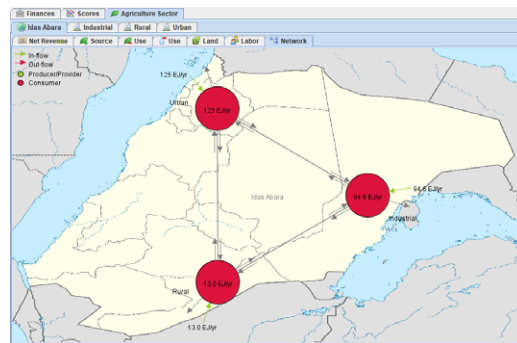 Finances Scores Agriculture Sector
Idas Abara Industrial Rural Urban
Net Revenue Source Use Use Land Labor Network
In-flow
Out-flow
Producer/Provider
Consumer
125 EJ/yr
Urban
125 EJ/yr
Idas Abara
94.6 EJ/yr
94.6 EJ/yr
Industrial
13.0 EJ/yr
Rural
13.0 EJ/yr